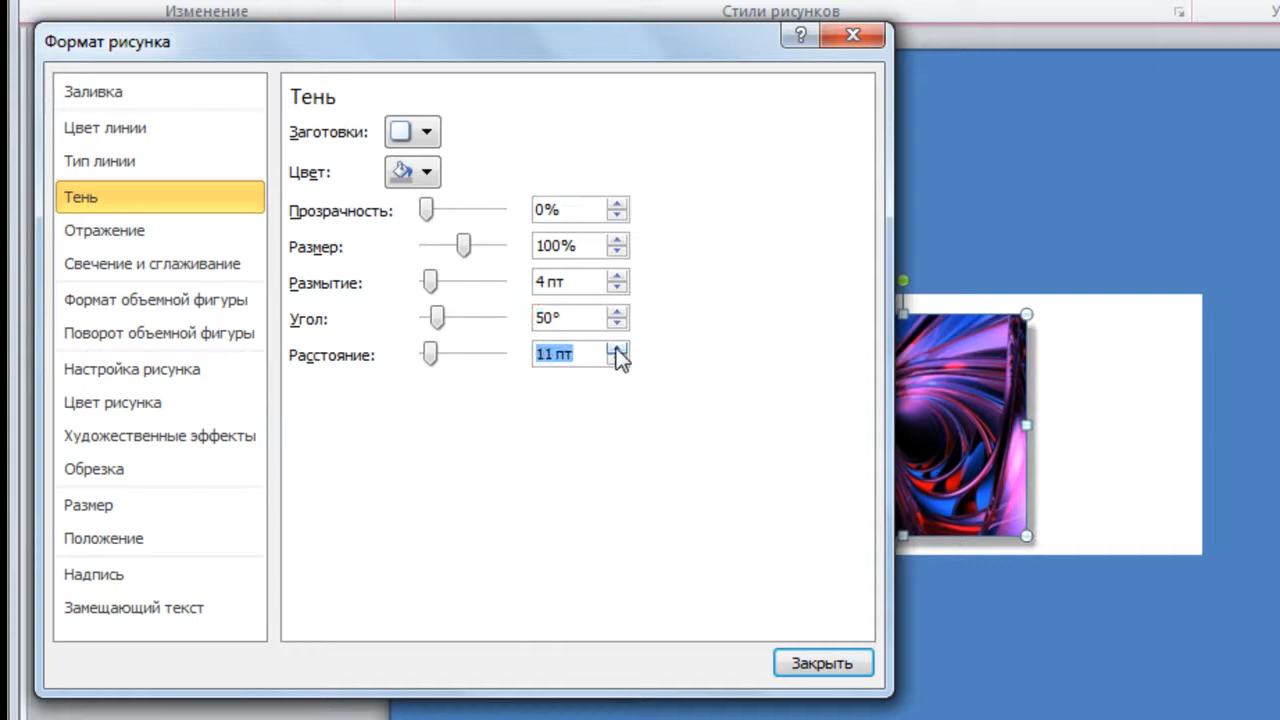 Изменение
Стили рисунков
Формат рисунка
?
Заливка
Цвет линии
Тип линии
Тень
Отражение
Свечение и сглаживание
Формат объемной фигуры
Поворот объемной фигуры
Настройка рисунка
Цвет рисунка
Художественные эффекты
Обрезка
Размер
Положение
Надпись
Замещающий текст
Тень
Заготовки:
Цвет:
Прозрачность: 0%
Размер: 100%
Размытие: 4 пт
Угол: 50°
Расстояние: 11 пт
Закрыть